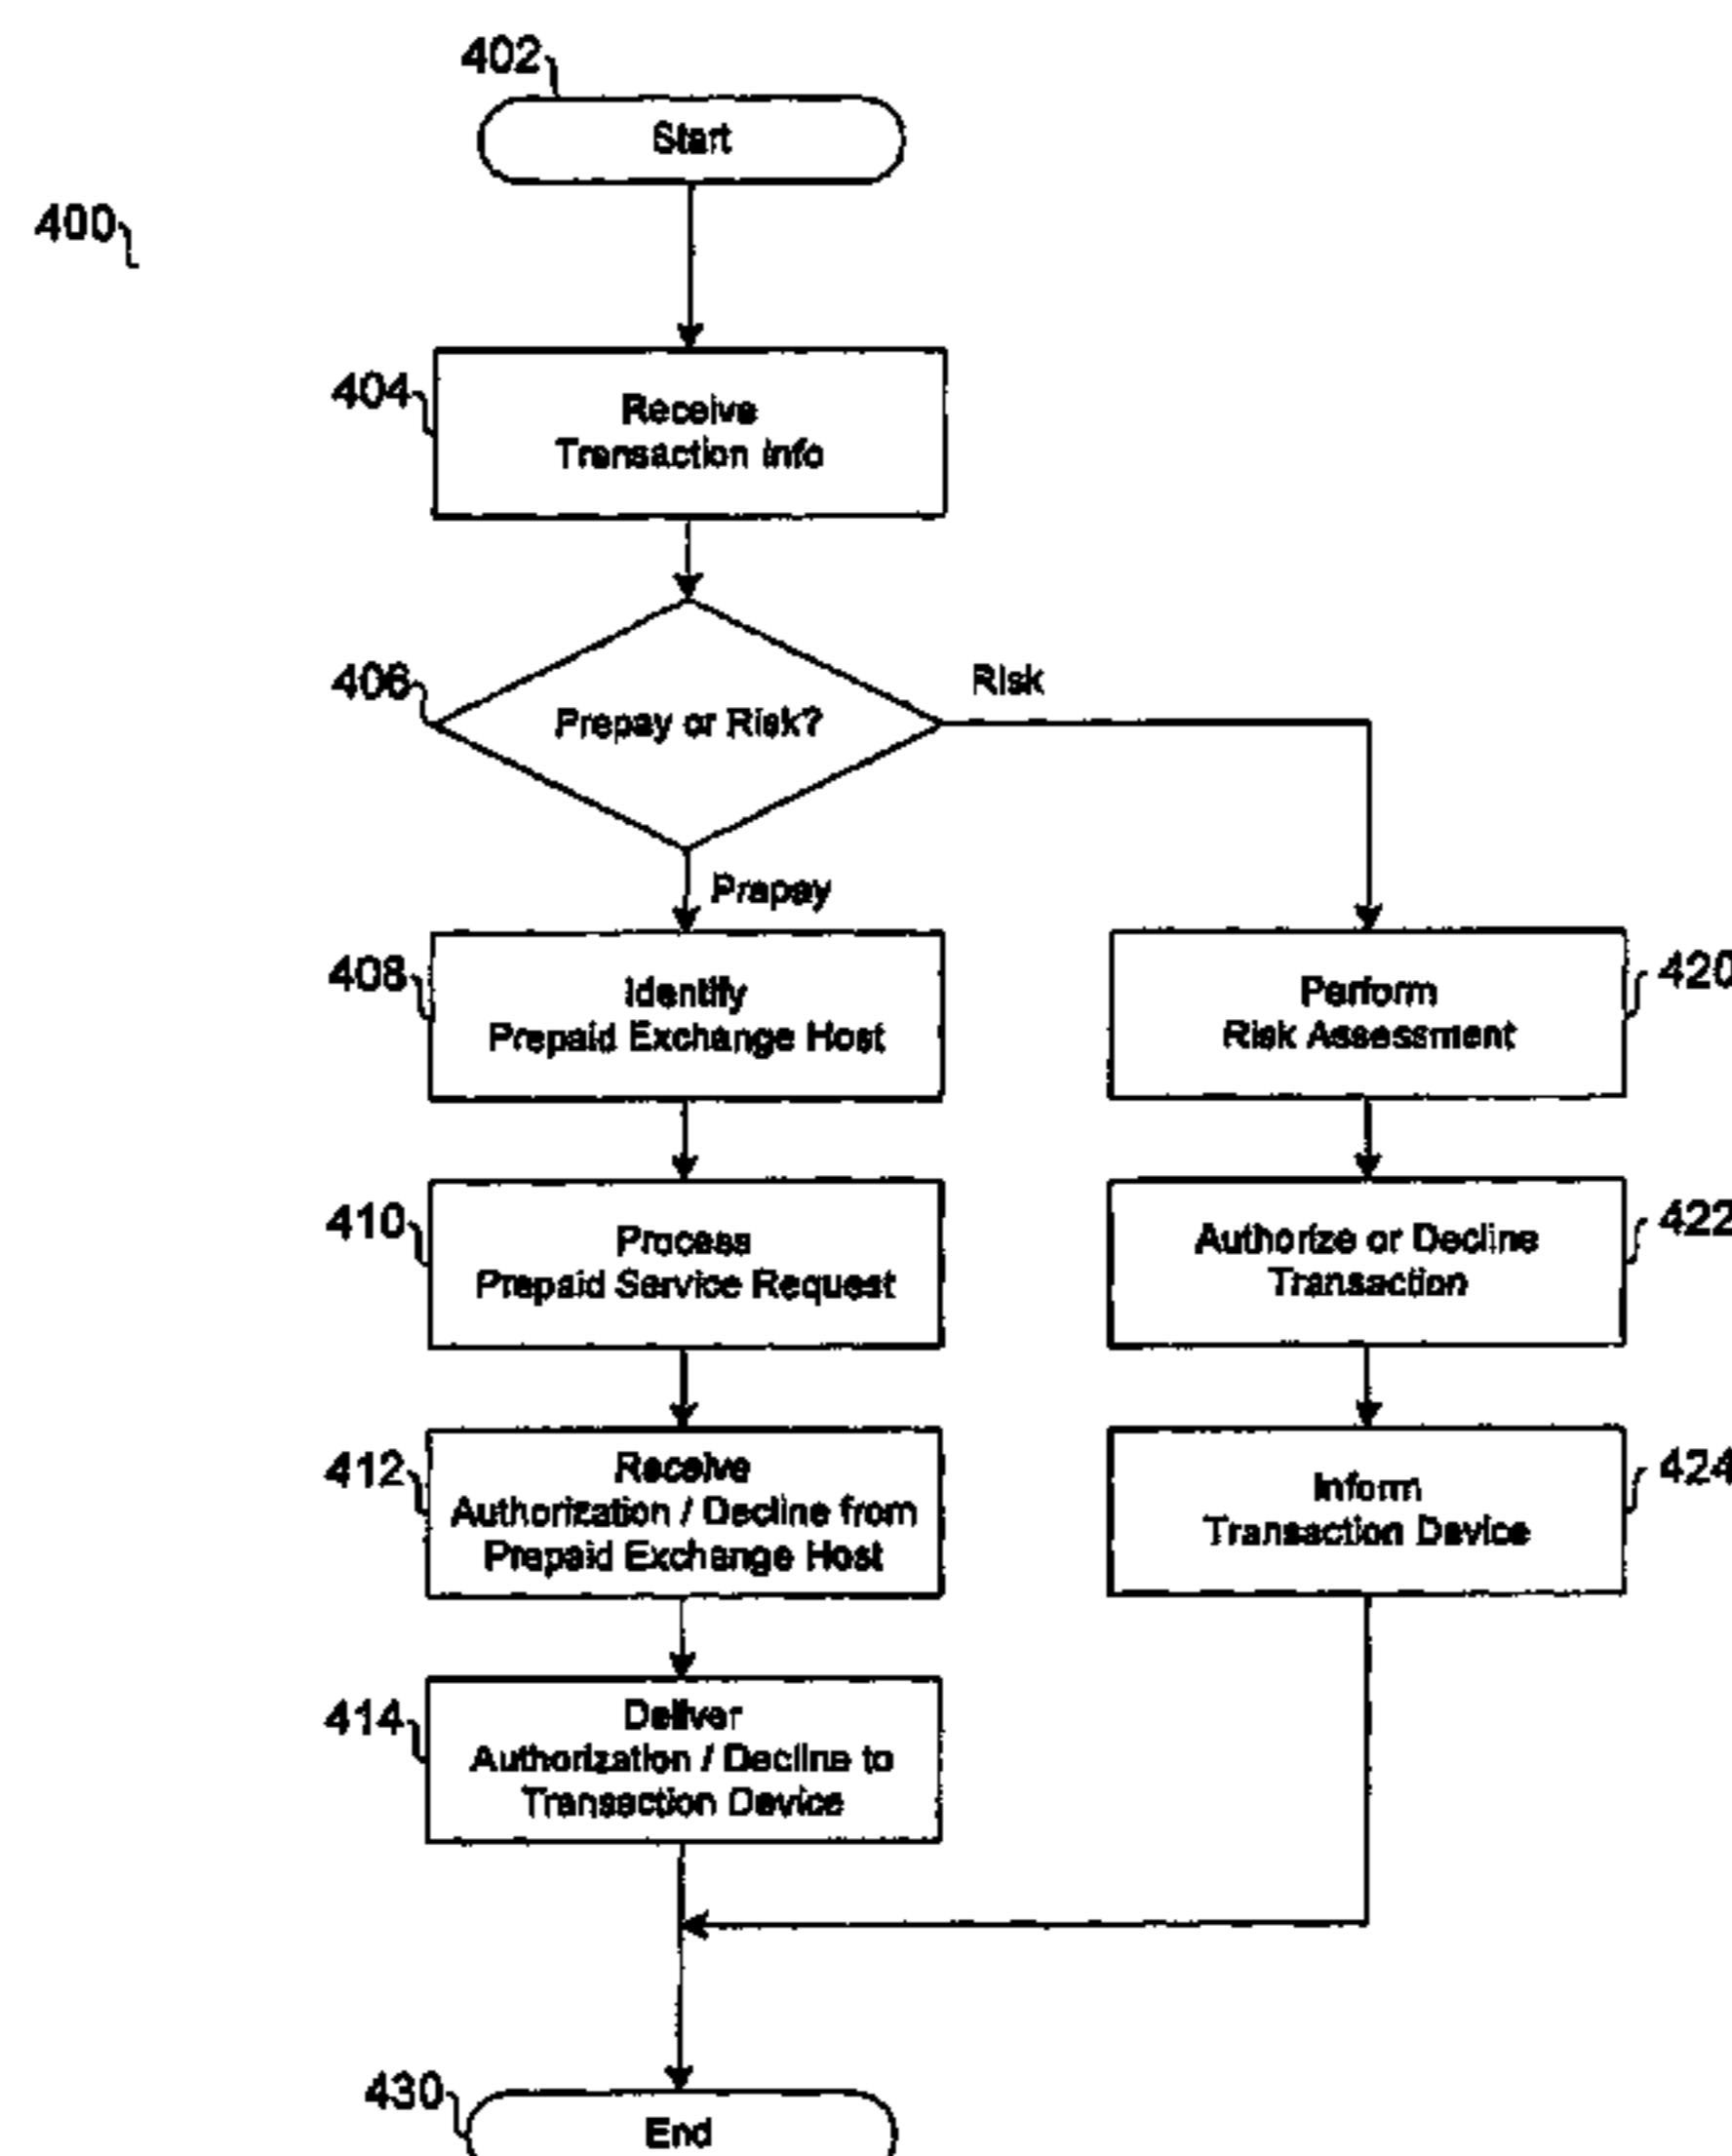 402
Start
400
404
Receive
Transaction Info
406
Prepay or Risk?
Risk
Prepay
408
Identify
Prepaid Exchange Host
420
Perform
Risk Assessment
410
Process
Prepaid Service Request
422
Authorize or Decline
Transaction
412
Receive
Authorization / Decline from
Prepaid Exchange Host
424
Inform
Transaction Device
414
Deliver
Authorization / Decline to
Transaction Device
430
End